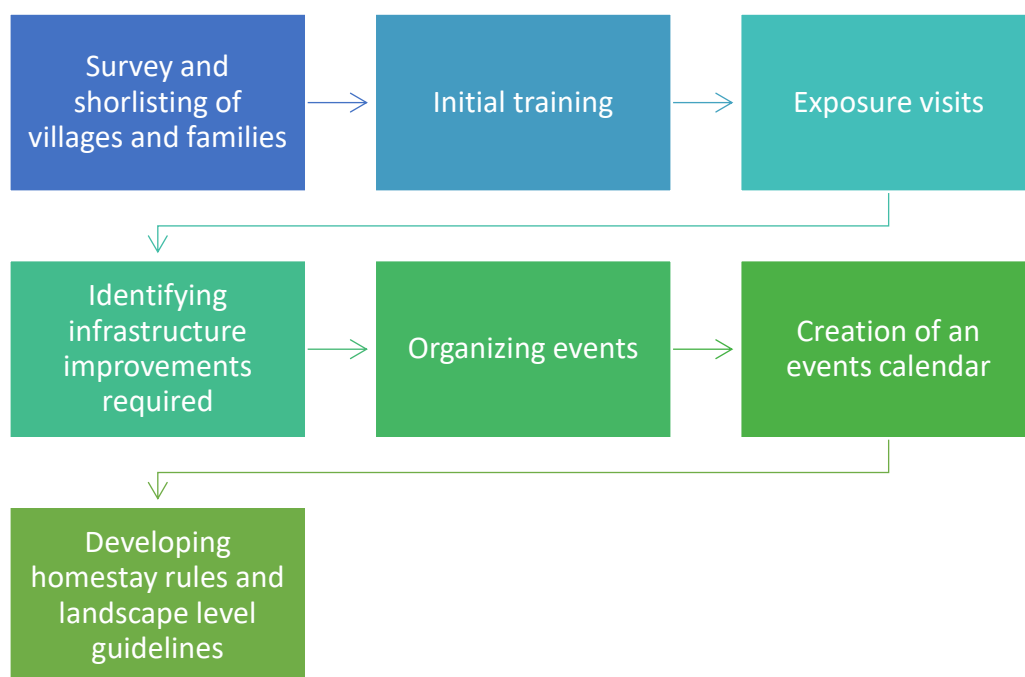 Survey and
shorlisting of
villages and families
Initial training
Exposure visits
Identifying
infrastructure
improvements
required
Organizing events
Creation of an
events calendar
Developing
homestay rules and
landscape level
guidelines